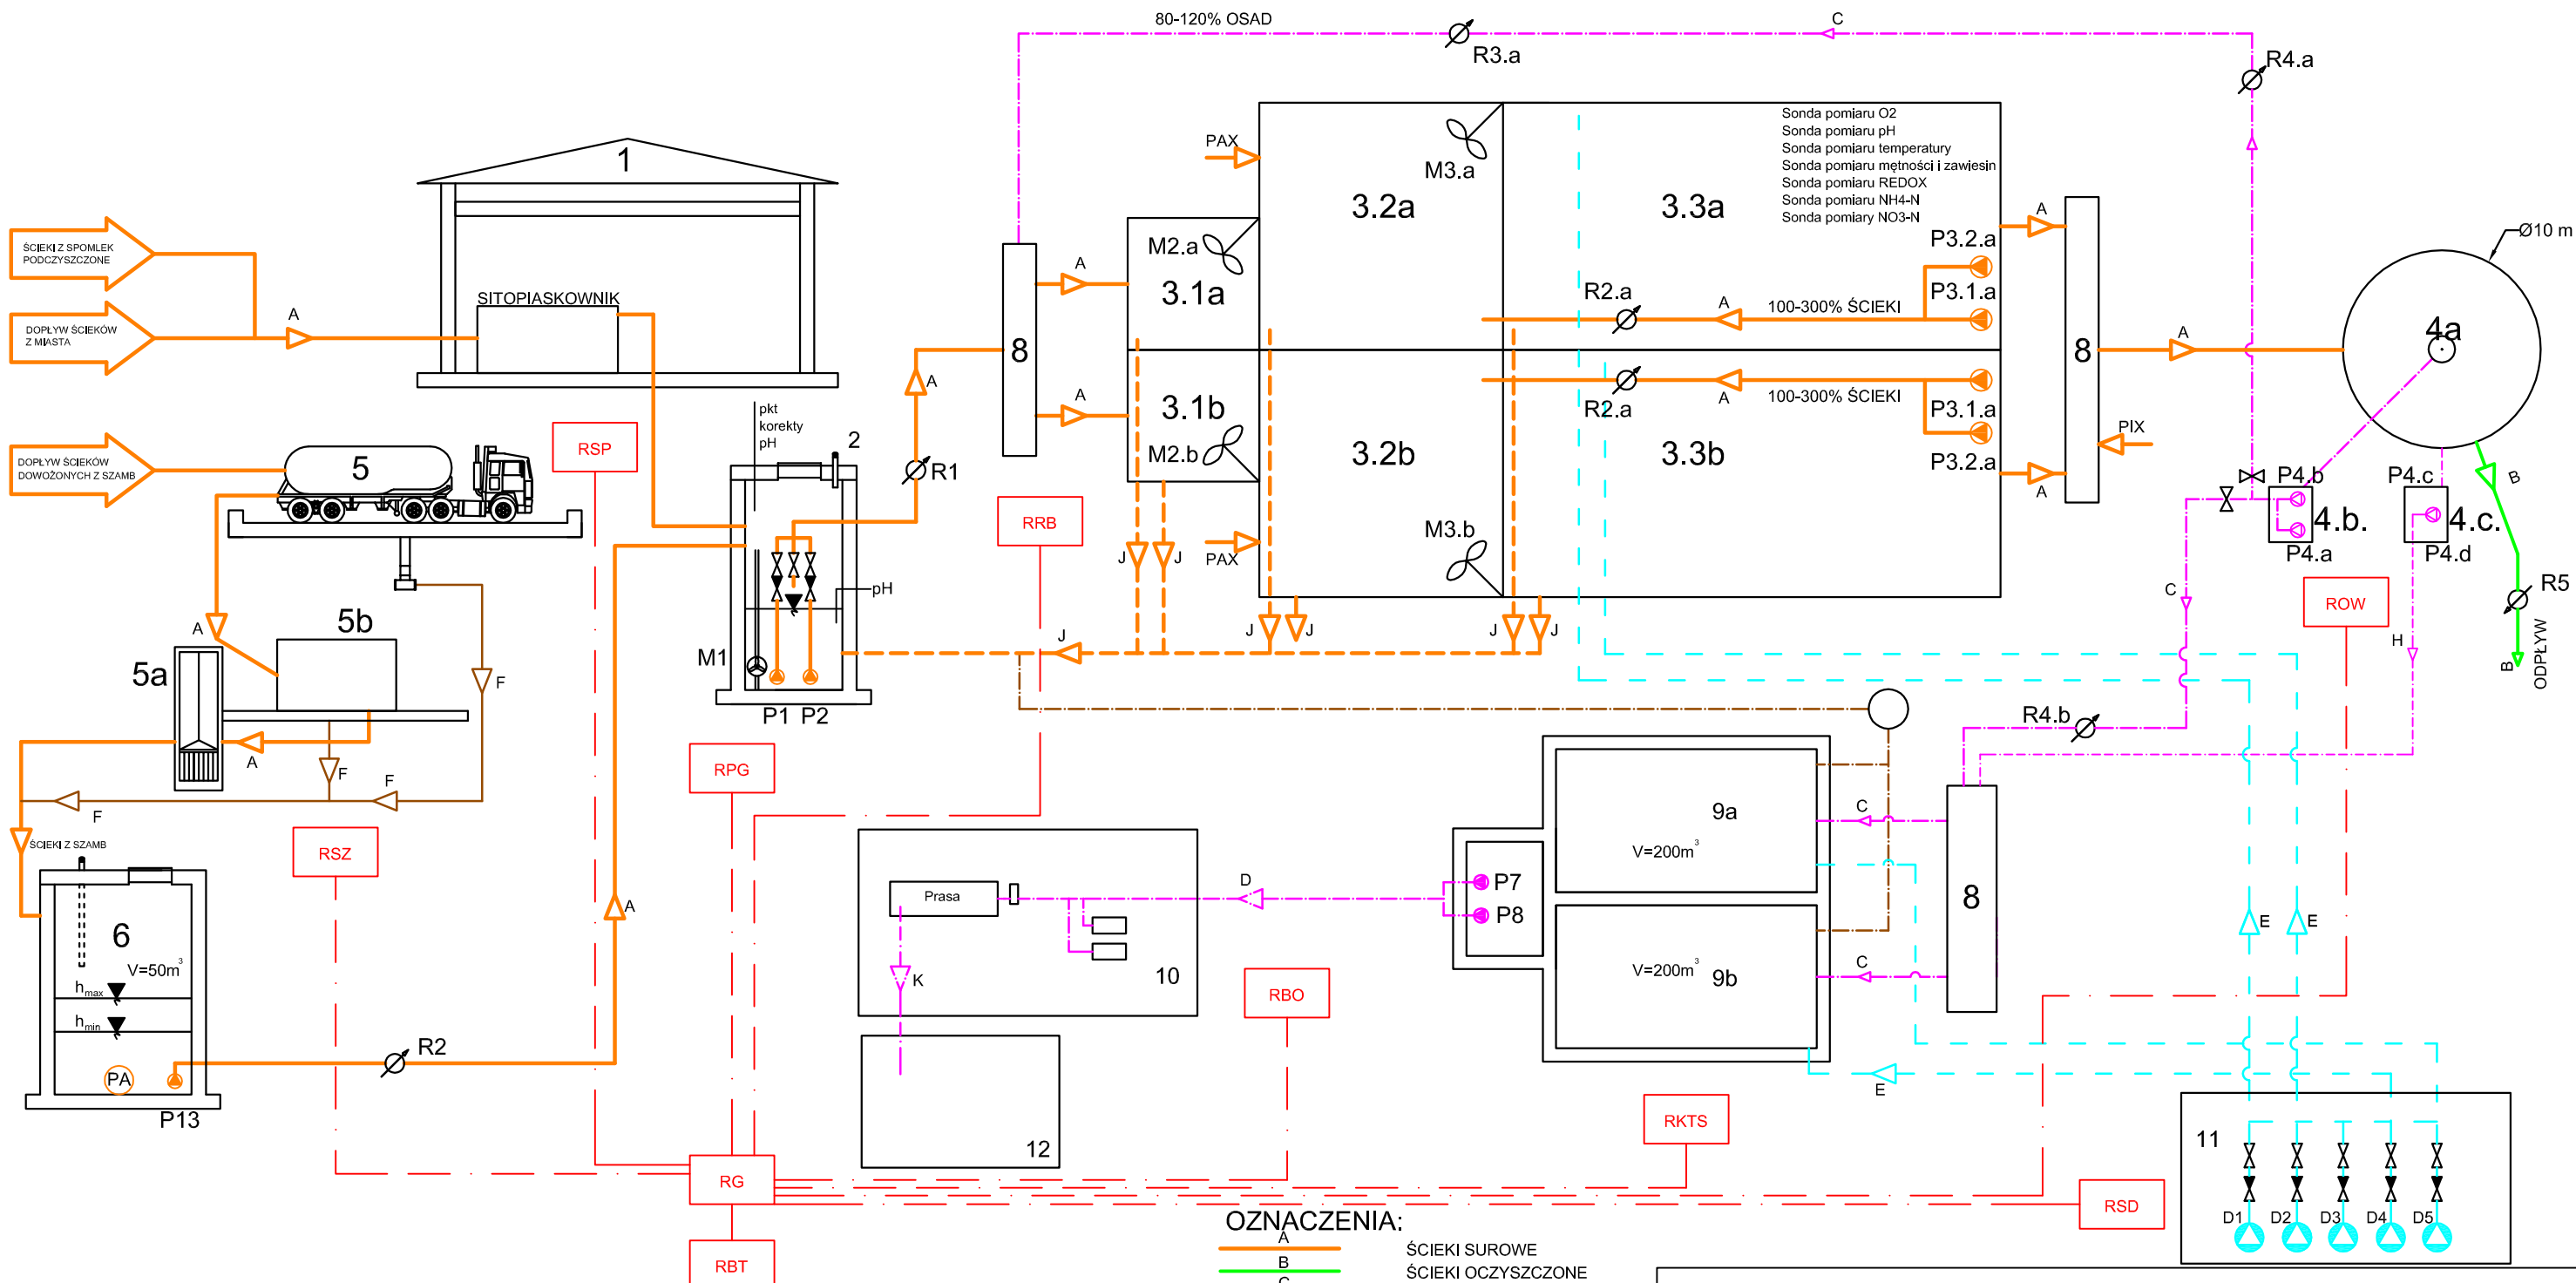 80-120% OSAD
C
R3.a
R4.a
1
PAX
M3.a
3.2a
3.3a
Sonda pomiaru O2
Sonda pomiaru pH
Sonda pomiaru temperatury
Sonda pomiaru mętności i zawiesin
Sonda pomiaru REDOX
Sonda pomiaru NH4-N
Sonda pomiary NO3-N
Ø10 m
ŚCIEKI Z SPOMLEK
PODCZYSZCZONE
DOPŁYW ŚCIEKÓW
Z MIASTA
A
SITOPIASKOWNIK
M2.a
3.1a
A
P3.2.a
A
P3.1.a
R2.a
A
100-300% ŚCIEKI
8
8
A
4a
A
3.1b
M2.b
A
R2.a
A
100-300% ŚCIEKI
P3.1.a
P3.2.a
A
PIX
3.2b
3.3b
M3.b
PAX
DOPŁYW ŚCIEKÓW
DOWOŻONYCH Z SZAMB
5
RSP
pkt
korekty
pH
2
R1
RRB
P4.b
4.b.
P4.a
P4.c
4.c.
P4.d
B
R5
ROW
C
H
B
ODPŁYW
pH
J
J
J
J
J
J
J
M1
P1
P2
A
5b
5a
F
A
F
F
F
ŚCIEKI Z SZAMB
R4.b
RPG
RSZ
6
V=50m³
hmax
hmin
PA
P13
R2
A
Prasa
D
K
10
12
P7
P8
9a
V=200m³
V=200m³
9b
C
C
8
E
E
E
RBO
RKTS
RG
RSD
RBT
11
D1
D2
D3
D4
D5
OZNACZENIA:
A
ŚCIEKI SUROWE
B
ŚCIEKI OCZYSZCZONE